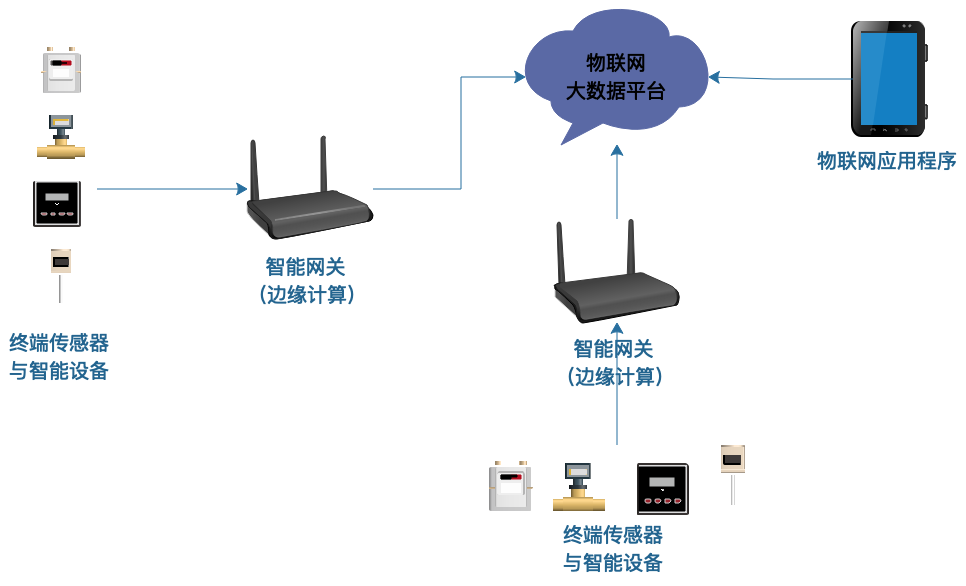 物联网
大数据平台
物联网应用程序
智能网关
（边缘计算）
终端传感器
与智能设备
智能网关
（边缘计算）
终端传感器
与智能设备